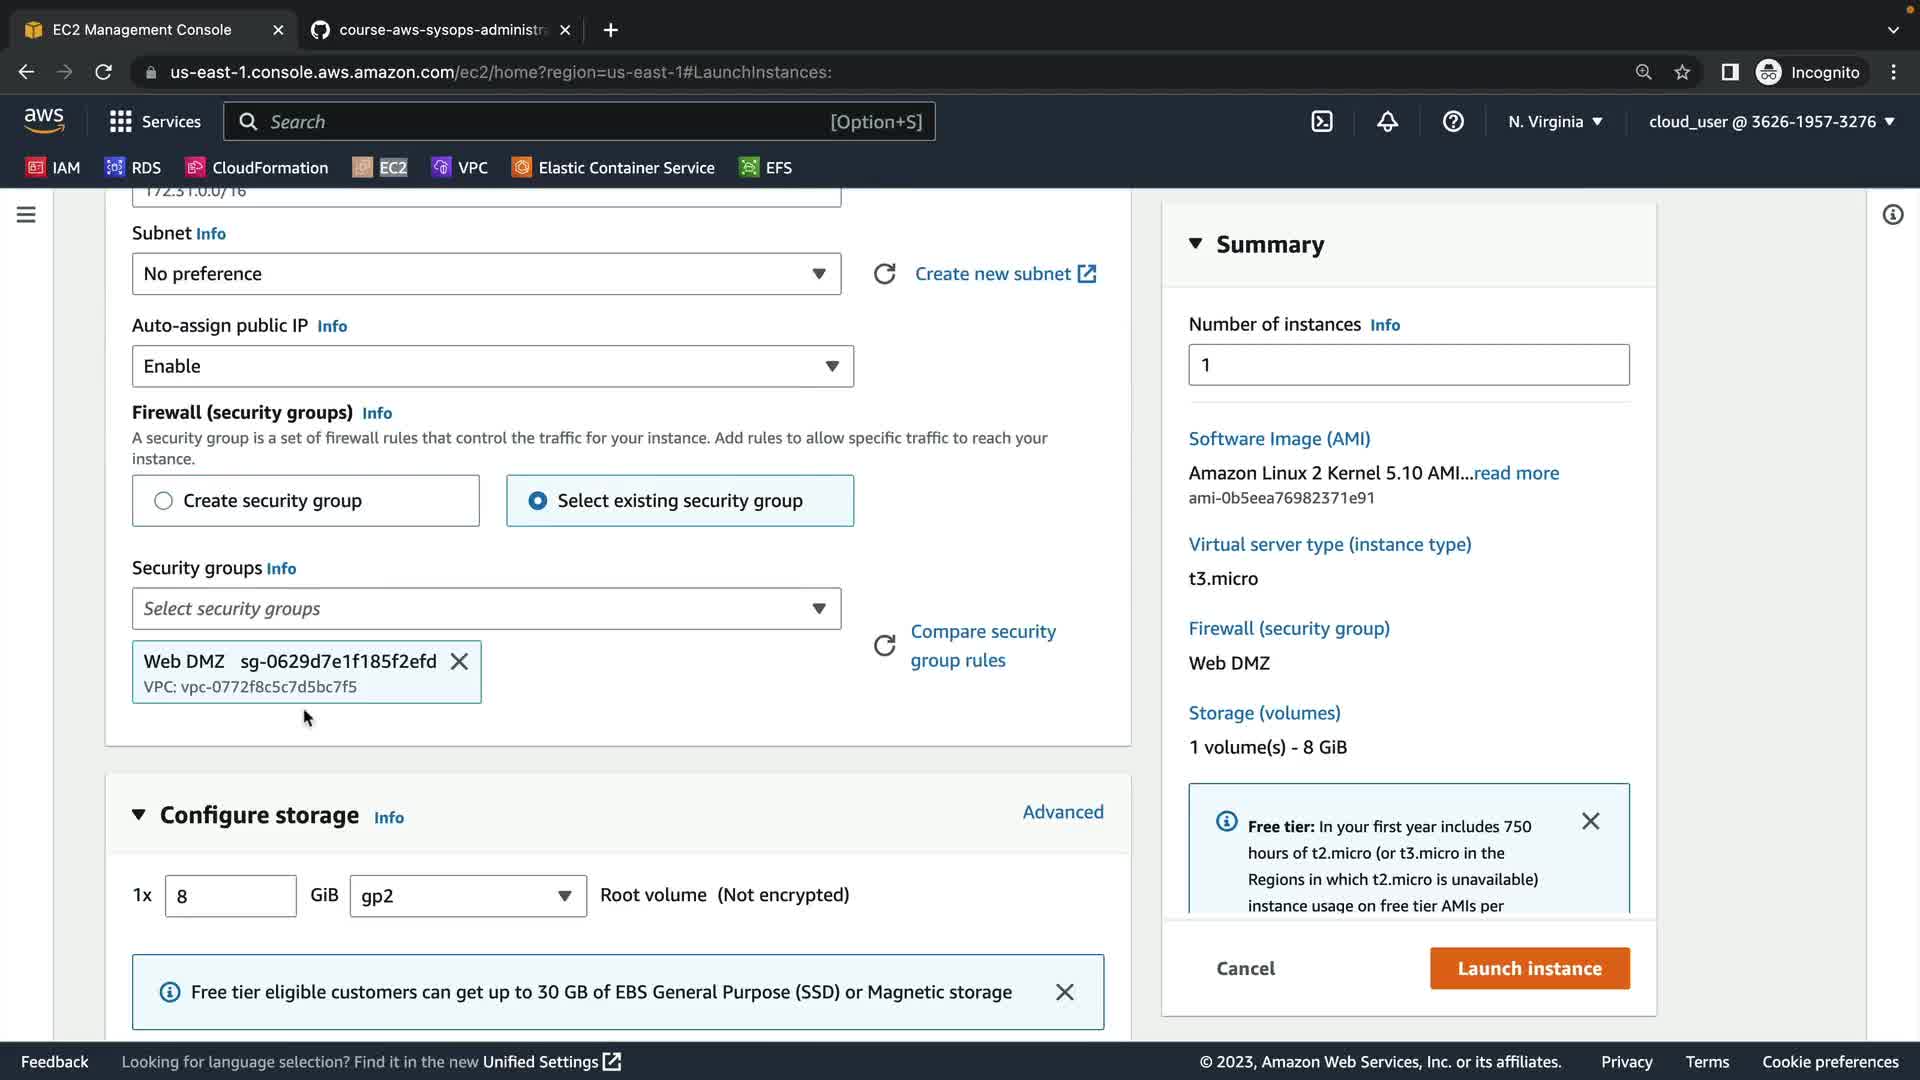 EC2 Management Console
course-aws-sysops-administra
us-east-1.console.aws.amazon.com/ec2/home?region=us-east-1#LaunchInstances:
Incognito
aws
Services
Search
[Option+S]
N. Virginia
cloud_user @ 3626-1957-3276
IAM
RDS
CloudFormation
EC2
VPC
Elastic Container Service
EFS
172.31.0.0/16
Subnet Info
No preference
Create new subnet
Auto-assign public IP Info
Enable
Firewall (security groups) Info
A security group is a set of firewall rules that control the traffic for your instance. Add rules to allow specific traffic to reach your
instance.
Create security group
Select existing security group
Security groups Info
Select security groups
Web DMZ sg-0629d7e1f185f2efd
VPC: vpc-0772f8c5c7d5bc7f5
Compare security
group rules
Configure storage Info
Advanced
1x 8 GiB gp2 Root volume (Not encrypted)
Free tier eligible customers can get up to 30 GB of EBS General Purpose (SSD) or Magnetic storage
Summary
Number of instances Info
1
Software Image (AMI)
Amazon Linux 2 Kernel 5.10 AMI...read more
ami-0b5eea76982371e91
Virtual server type (instance type)
t3.micro
Firewall (security group)
Web DMZ
Storage (volumes)
1 volume(s) - 8 GiB
Free tier: In your first year includes 750
hours of t2.micro (or t3.micro in the
Regions in which t2.micro is unavailable)
instance usage on free tier AMIs per
Cancel
Launch instance
Feedback
Looking for language selection? Find it in the new Unified Settings
© 2023, Amazon Web Services, Inc. or its affiliates.
Privacy
Terms
Cookie preferences